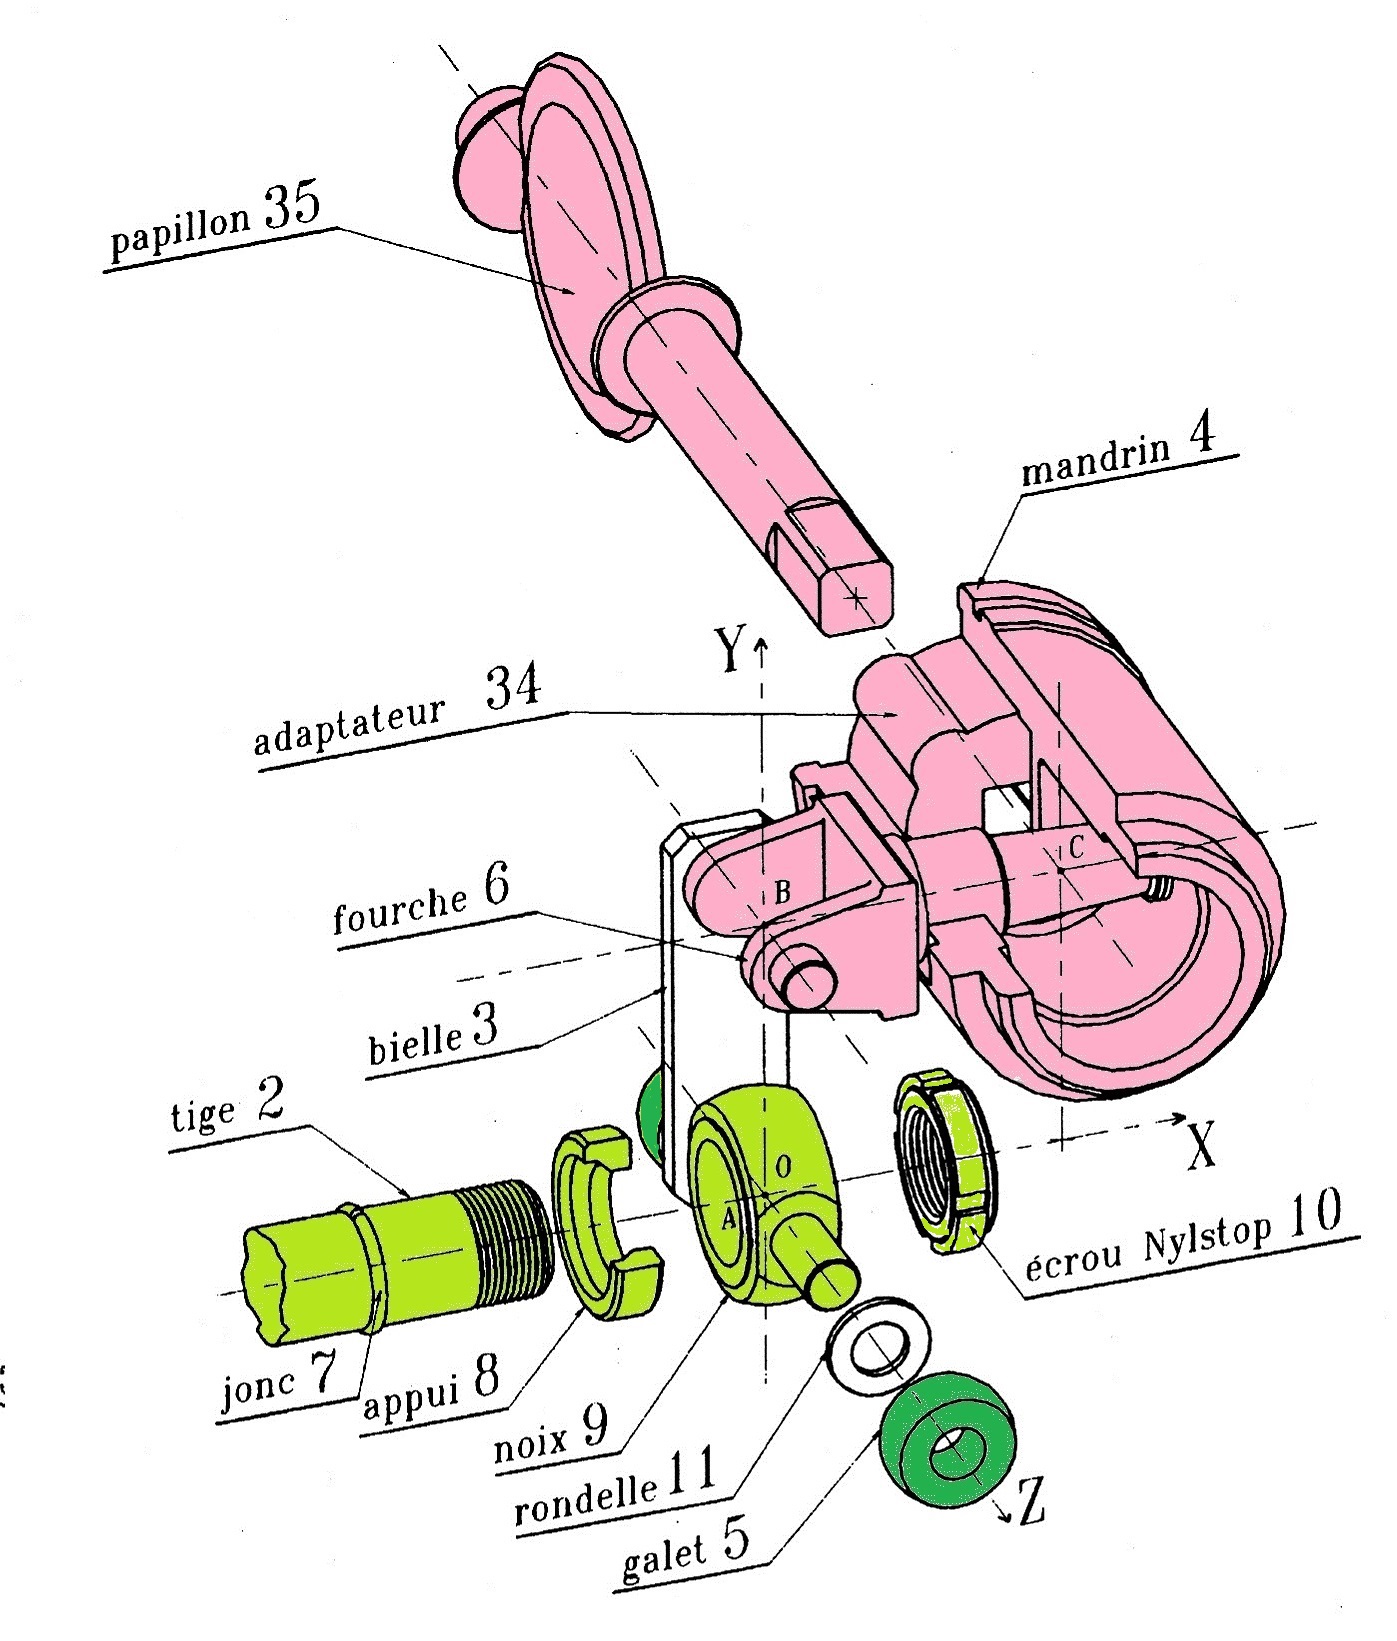 papillon 35
mandrin 4
Y
adaptateur 34
C
B
fourche 6
bielle 3
tige 2
X
O
A
écrou Nylstop 10
jonc 7
appui 8
noix 9
rondelle 11
galet 5
Z